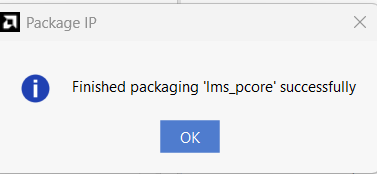 Package IP
Finished packaging 'lms_pcore' successfully
OK